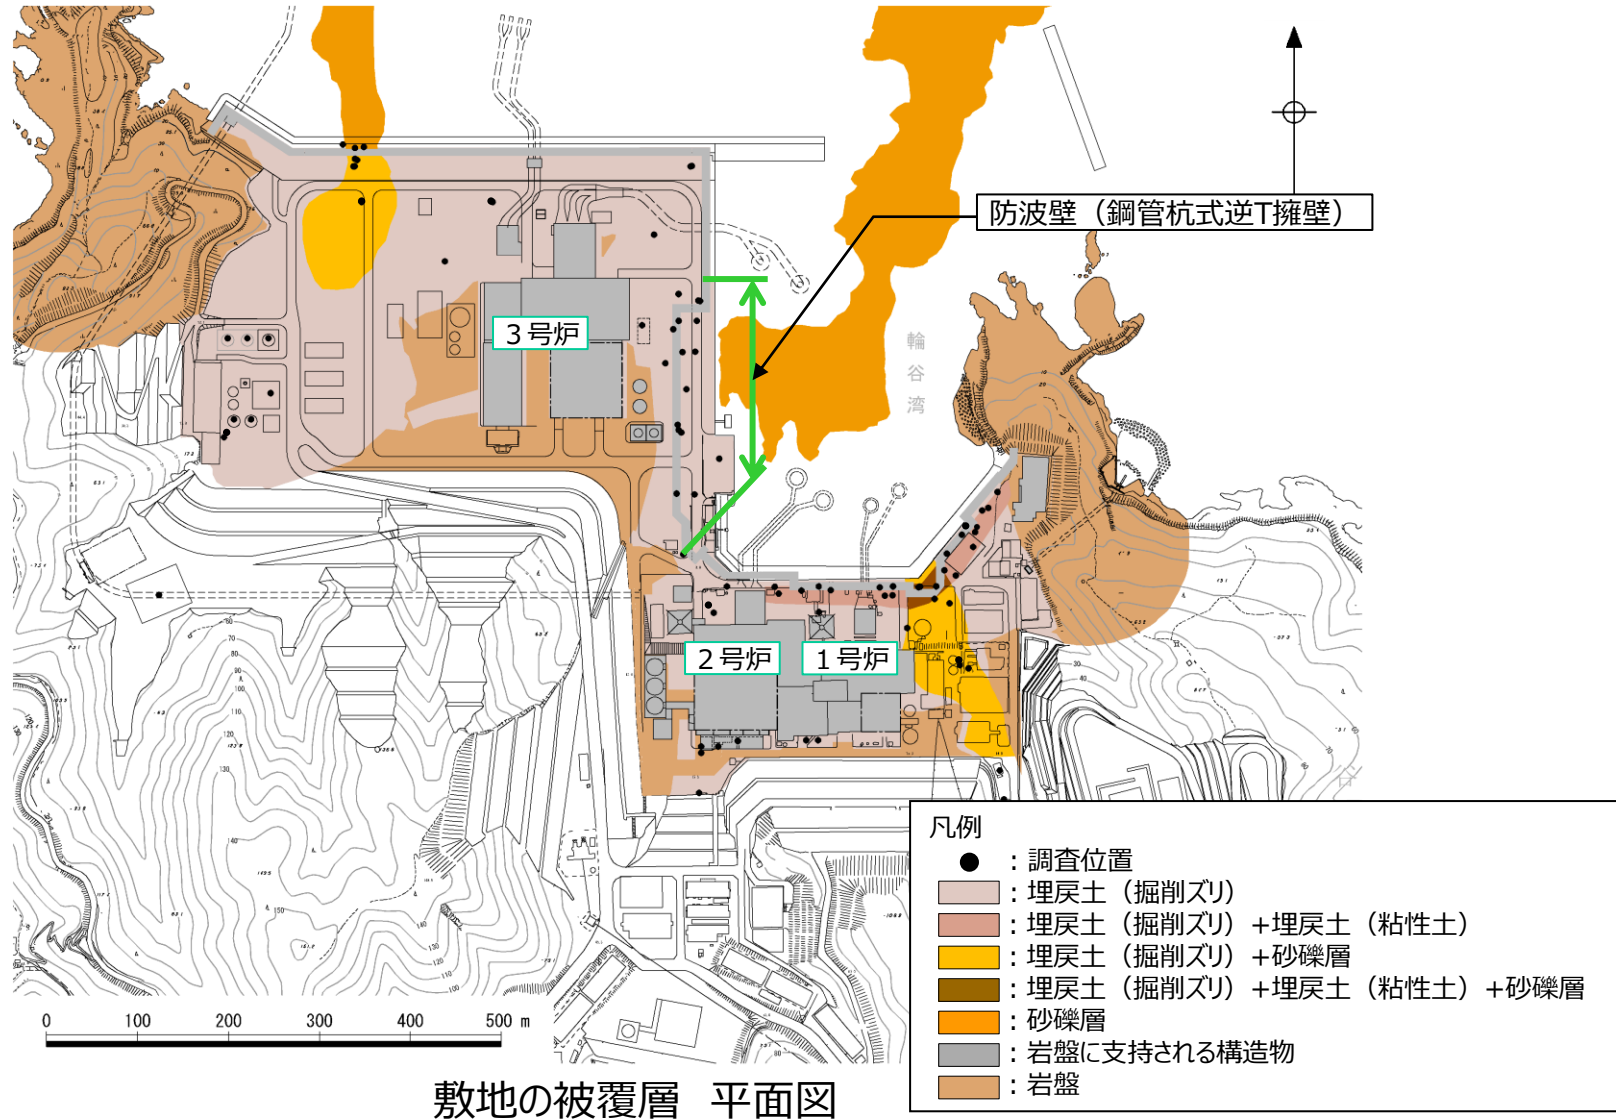 防波壁（鋼管杭式逆T擁壁）
３号炉
輪谷湾
２号炉
１号炉
谷
凡例
●：調査位置
：埋戻土（掘削ズリ）
：埋戻土（掘削ズリ）+埋戻土（粘性土）
：埋戻土（掘削ズリ）+砂礫層
：埋戻土（掘削ズリ）+埋戻土（粘性土）+砂礫層
：砂礫層
：岩盤に支持される構造物
：岩盤
0 100 200 300 400 500 m
敷地の被覆層 平面図